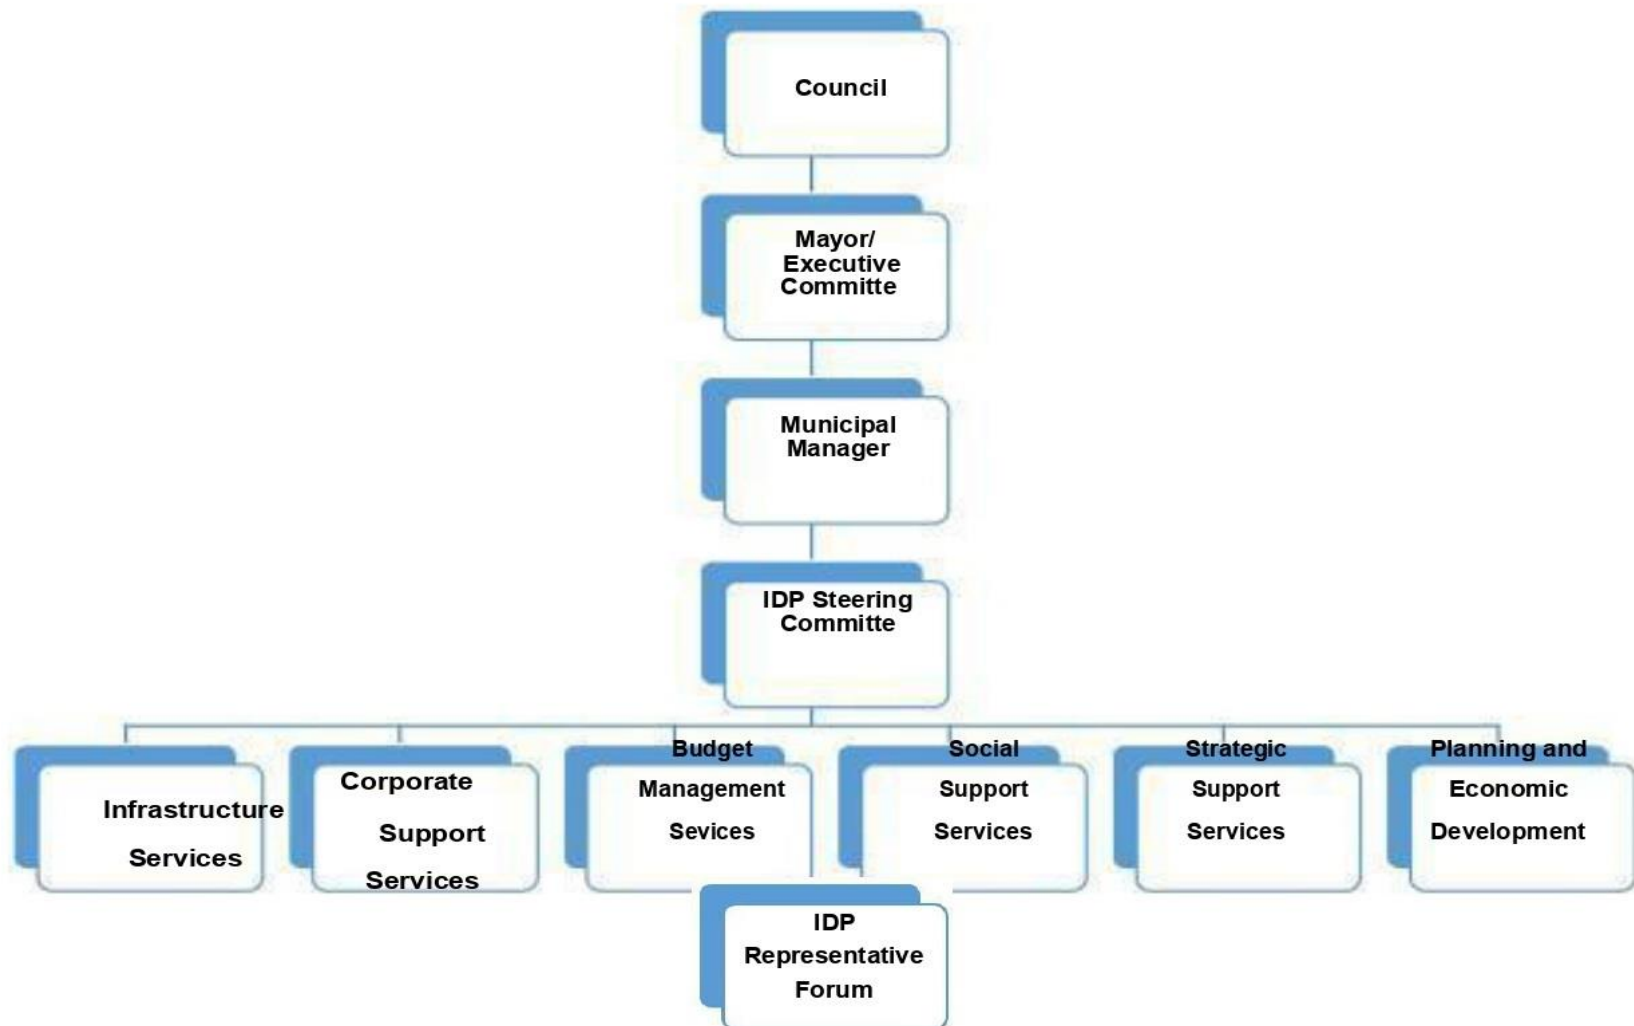 Council
Mayor/
Executive
Committe
Municipal
Manager
IDP Steering
Committe
Infrastructure
Services
Corporate
Support
Services
Budget
Management
Sevices
Social
Support
Services
Strategic
Support
Services
Planning and
Economic
Development
IDP
Representative
Forum